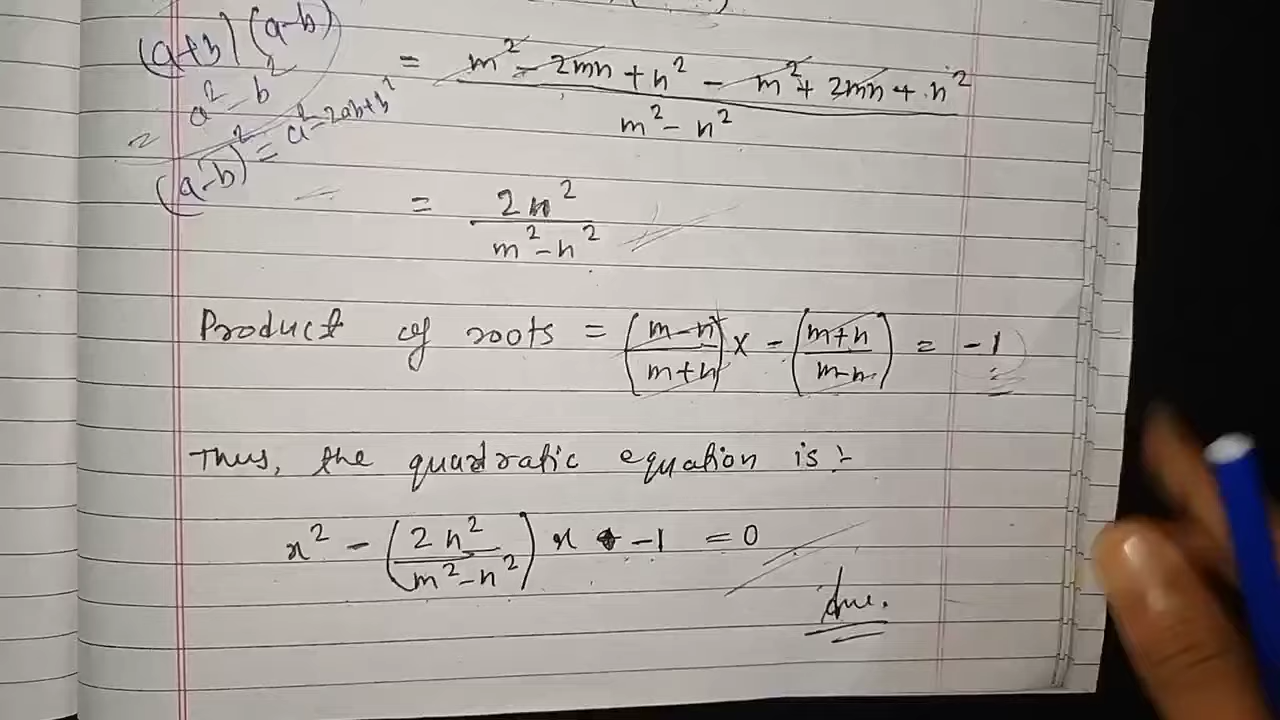 (a+b) (a-b)
a² - b²
=
(a-b)² = a² - 2ab + b²
= m² - 2mn + n² - m² + 2mn + n² / m² - n²
= 2n² / m² - n²
Product of roots = (m-n / m+n) x - (m+n / m-n) = -1
Thus, the quadratic equation is :-
x² - (2n² / m² - n²) x -1 = 0